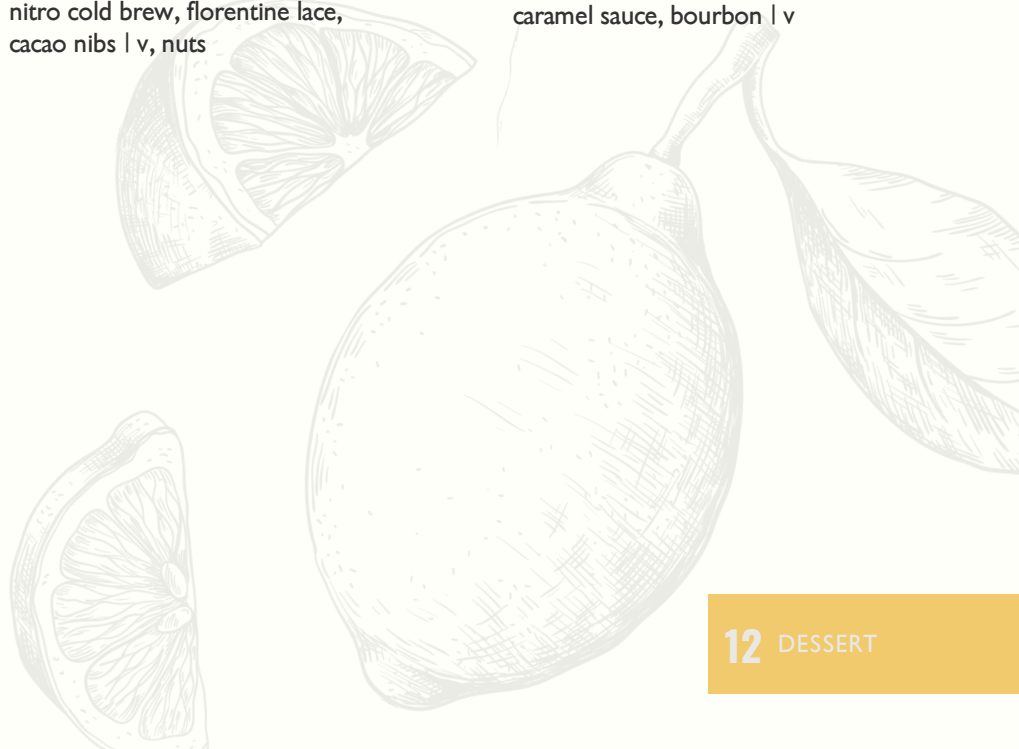 nitro cold brew, florentine lace,
cacao nibs | v, nuts
caramel sauce, bourbon | v
12 DESSERT